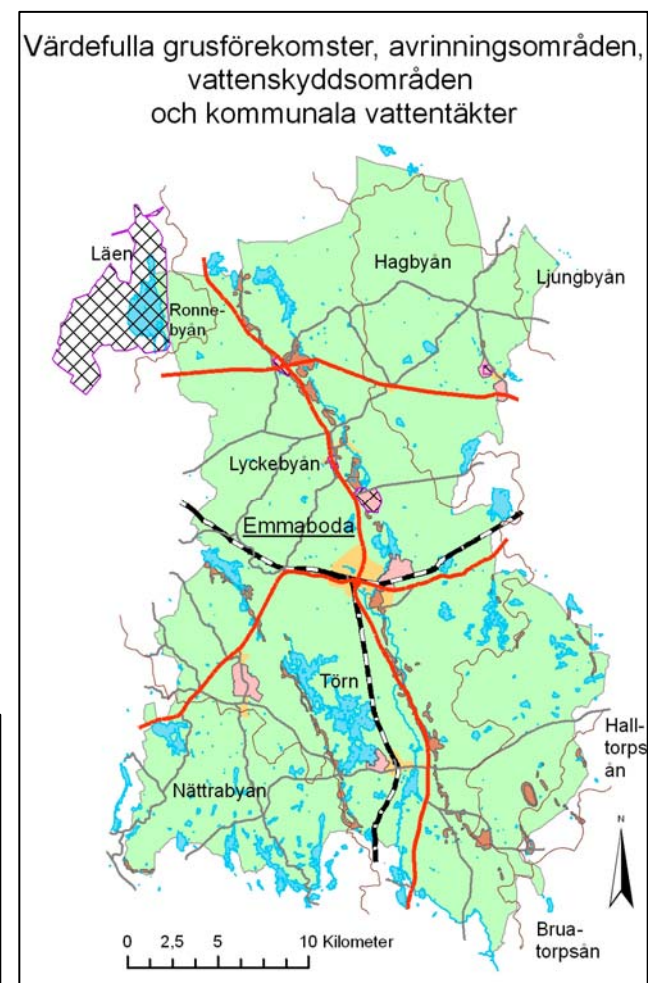 Värdefulla grusförekomster, avrinningsområden,
vattenskyddsområden
och kommunala vattentäkter
Läen
Hagbyån
Ljungbyån
Ronne-
byån
Lyckebyån
Emmaboda
Törn
Hall-
torps
ån
Nättrabyån
N
Brua-
torpsån
0 2,5 5 10 Kilometer